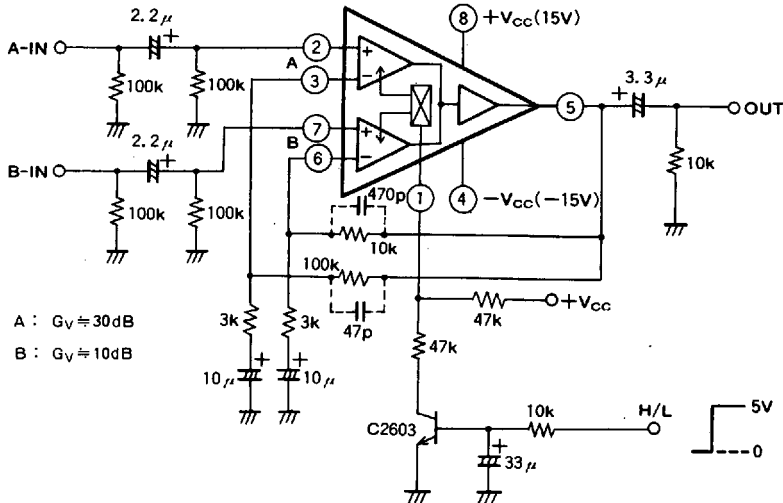 2.2μ +
A-IN
100k
100k
2
A
3
8 +Vcc(15V)
+
−
3.3μ
+
5
OUT
10k
2.2μ +
B-IN
100k
100k
7
B
6
+
−
1
4 −Vcc(−15V)
470p
10k
100k
47p
47k
+Vcc
A : Gv≒30dB
B : Gv≒10dB
3k
3k
47k
10μ +
10μ +
C2603
10k
H/L
5V
0
+
33μ